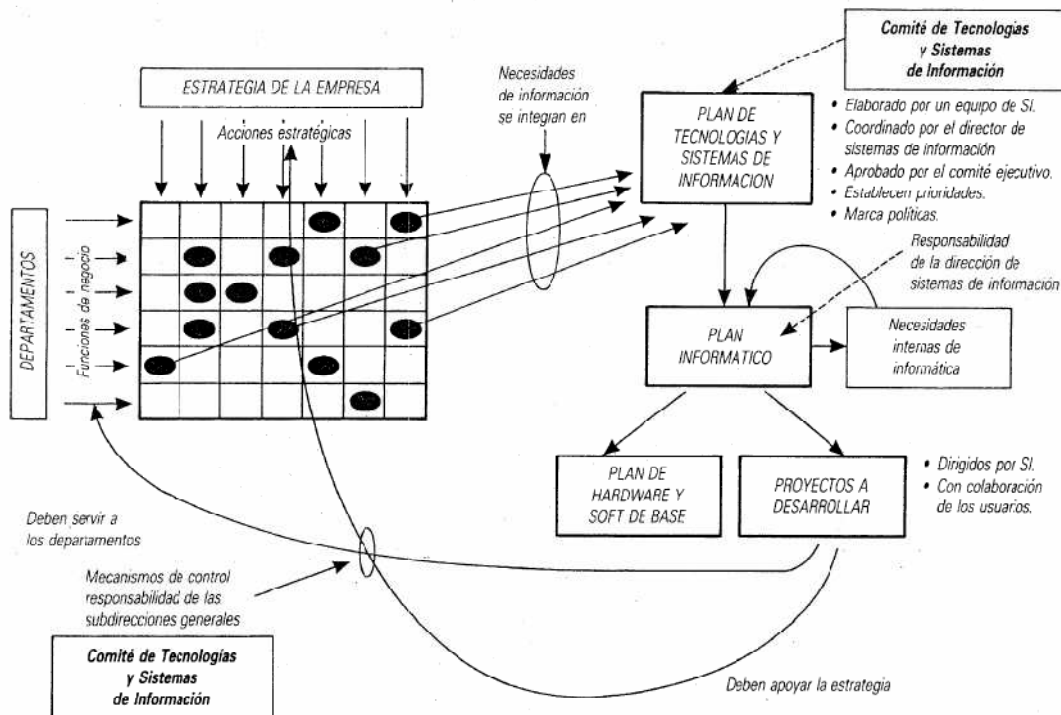 Comité de Tecnologías
y Sistemas
de Información
ESTRATEGIA DE LA EMPRESA
Acciones estratégicas
Necesidades
de información
se integran en
PLAN DE
TECNOLOGIAS Y
SISTEMAS DE
INFORMACION
• Elaborado por un equipo de SI.
• Coordinado por el director de
sistemas de información
• Aprobado por el comité ejecutivo.
• Establecen prioridades.
• Marca políticas.
DEPARTAMENTOS
Funciones de negocio
Responsabilidad
de la dirección de
sistemas de información
PLAN
INFORMATICO
Necesidades
internas de
informática
PLAN DE
HARDWARE Y
SOFT DE BASE
PROYECTOS A
DESARROLLAR
• Dirigidos por SI.
• Con colaboración
de los usuarios.
Deben servir a
los departamentos
Mecanismos de control
responsabilidad de las
subdirecciones generales
Comité de Tecnologías
y Sistemas
de Información
Deben apoyar la estrategia